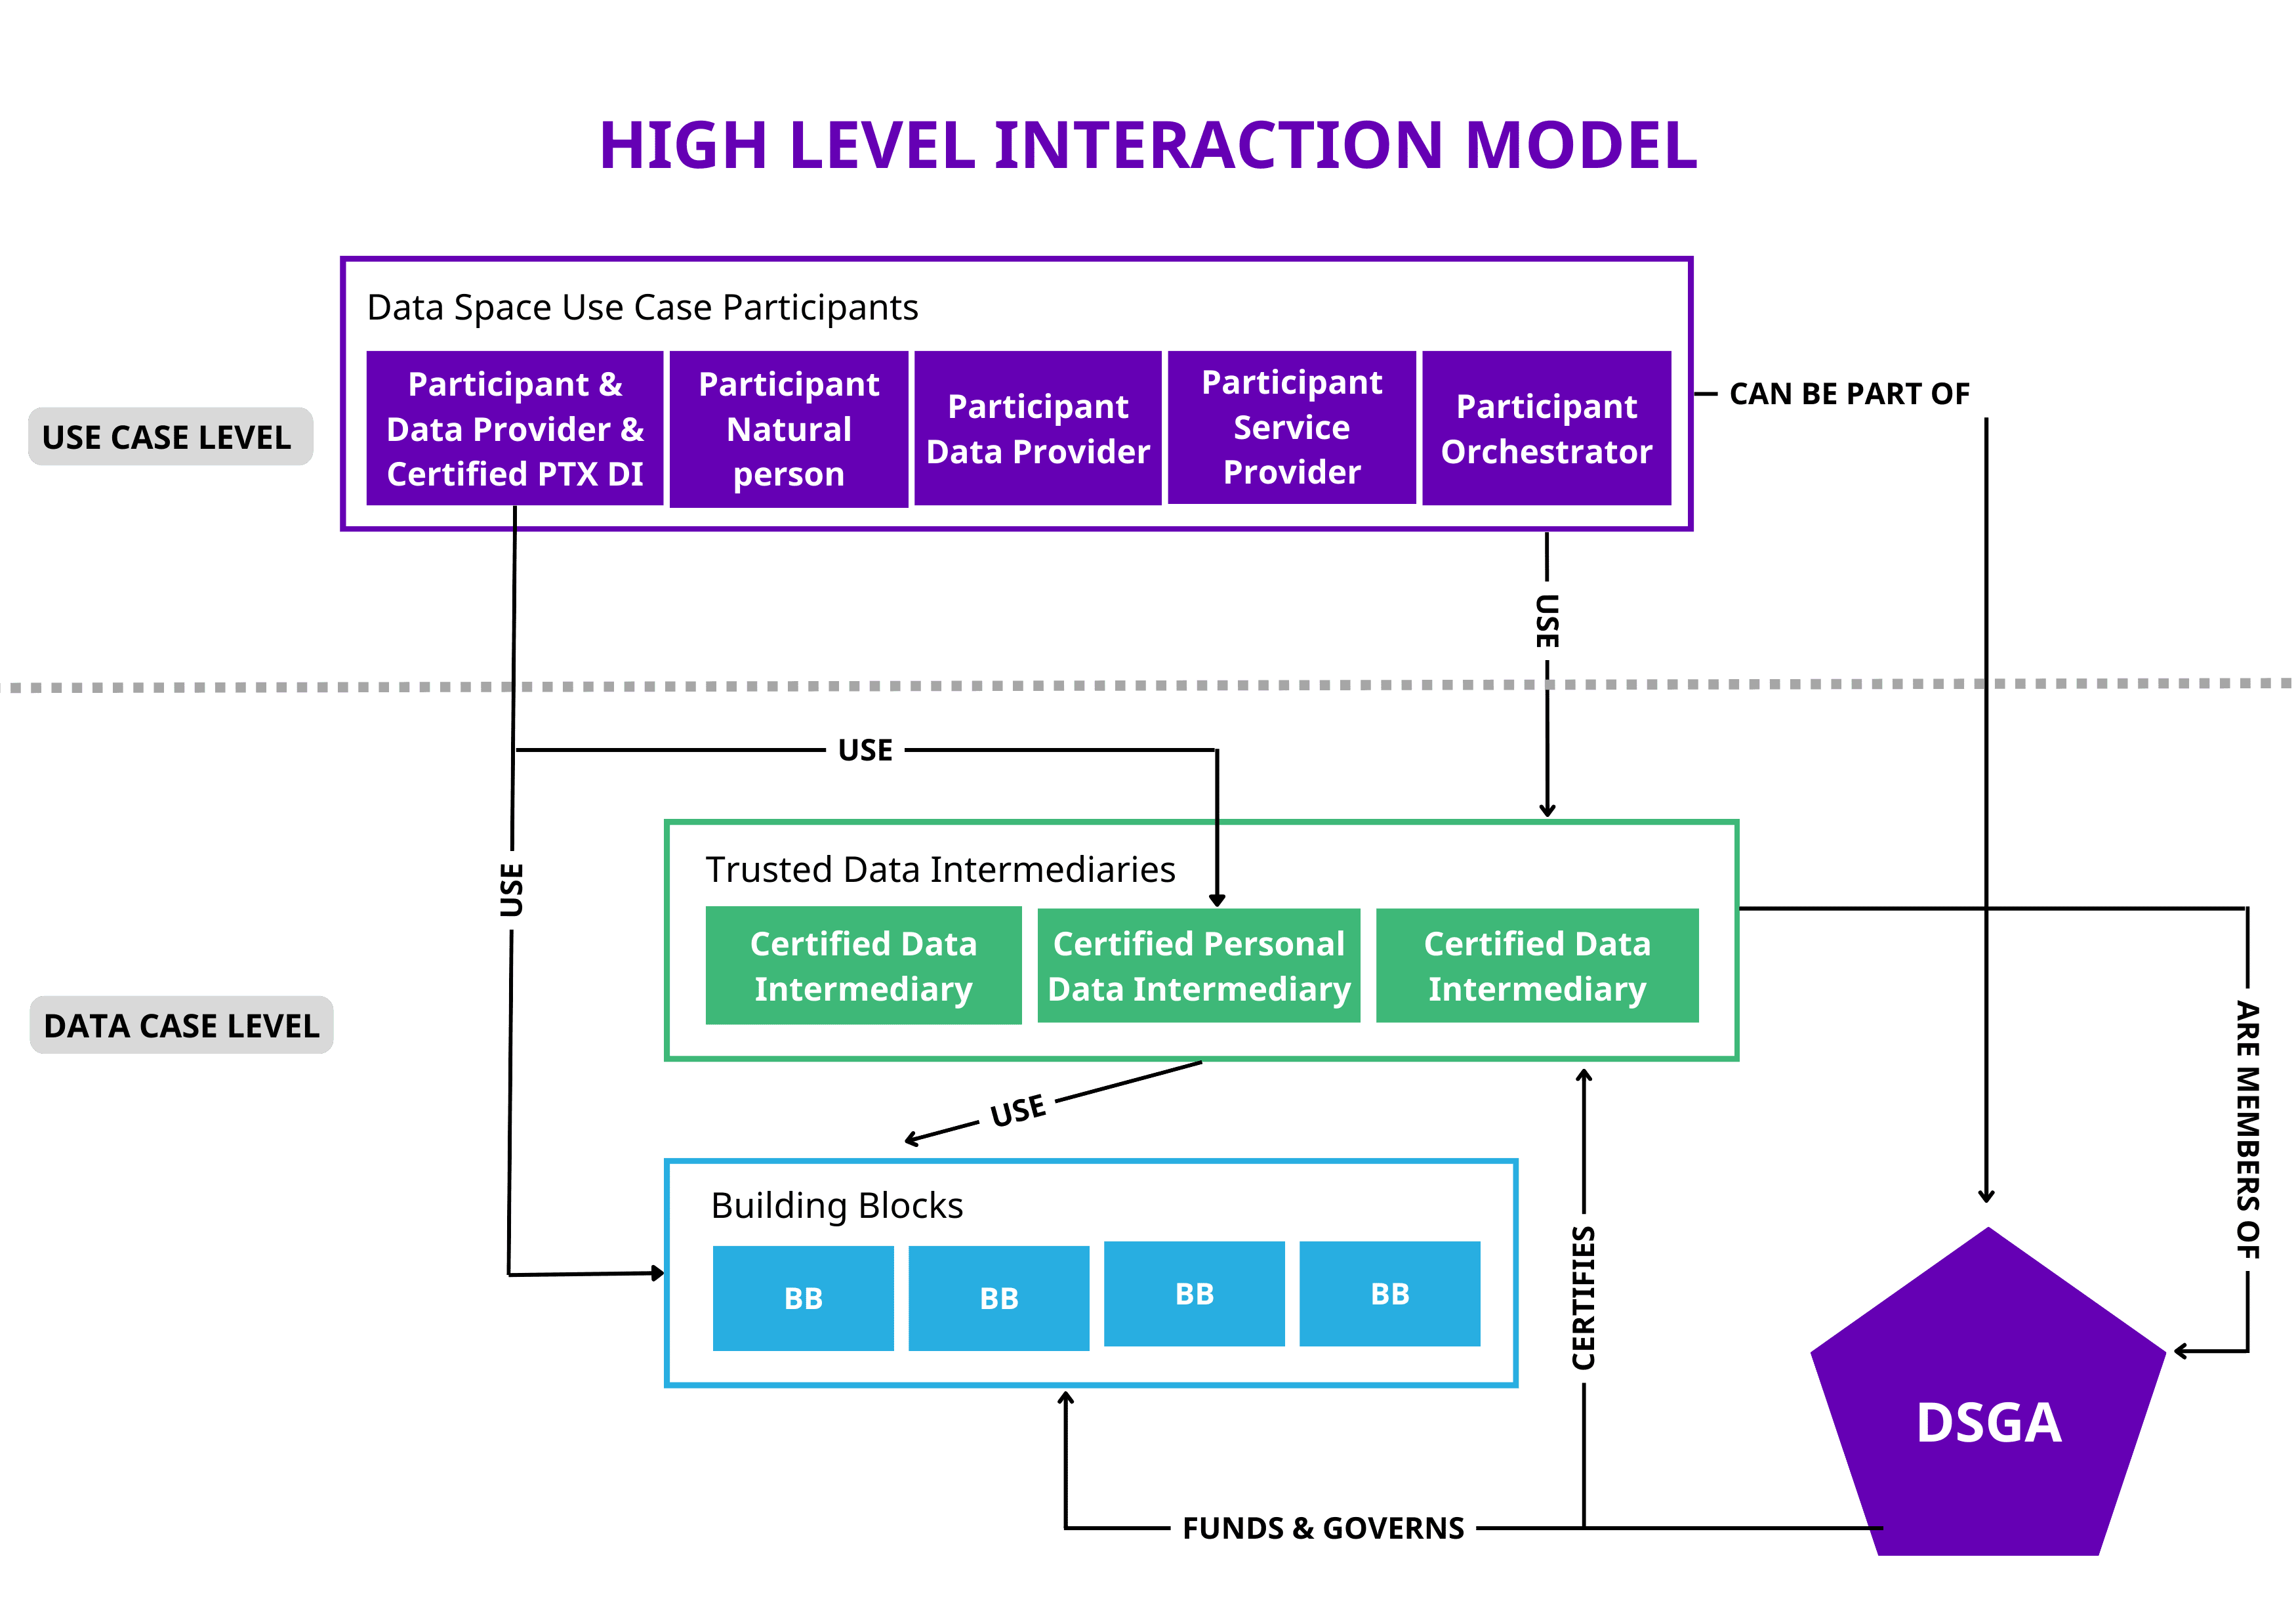 HIGH LEVEL INTERACTION MODEL
Data Space Use Case Participants
Participant &
Data Provider &
Certified PTX DI
Participant
Natural
person
Participant
Data Provider
Participant
Service
Provider
Participant
Orchestrator
CAN BE PART OF
USE CASE LEVEL
USE
USE
USE
Trusted Data Intermediaries
Certified Data
Intermediary
Certified Personal
Data Intermediary
Certified Data
Intermediary
DATA CASE LEVEL
ARE MEMBERS OF
USE
Building Blocks
BB
BB
BB
BB
CERTIFIES
DSGA
FUNDS & GOVERNS